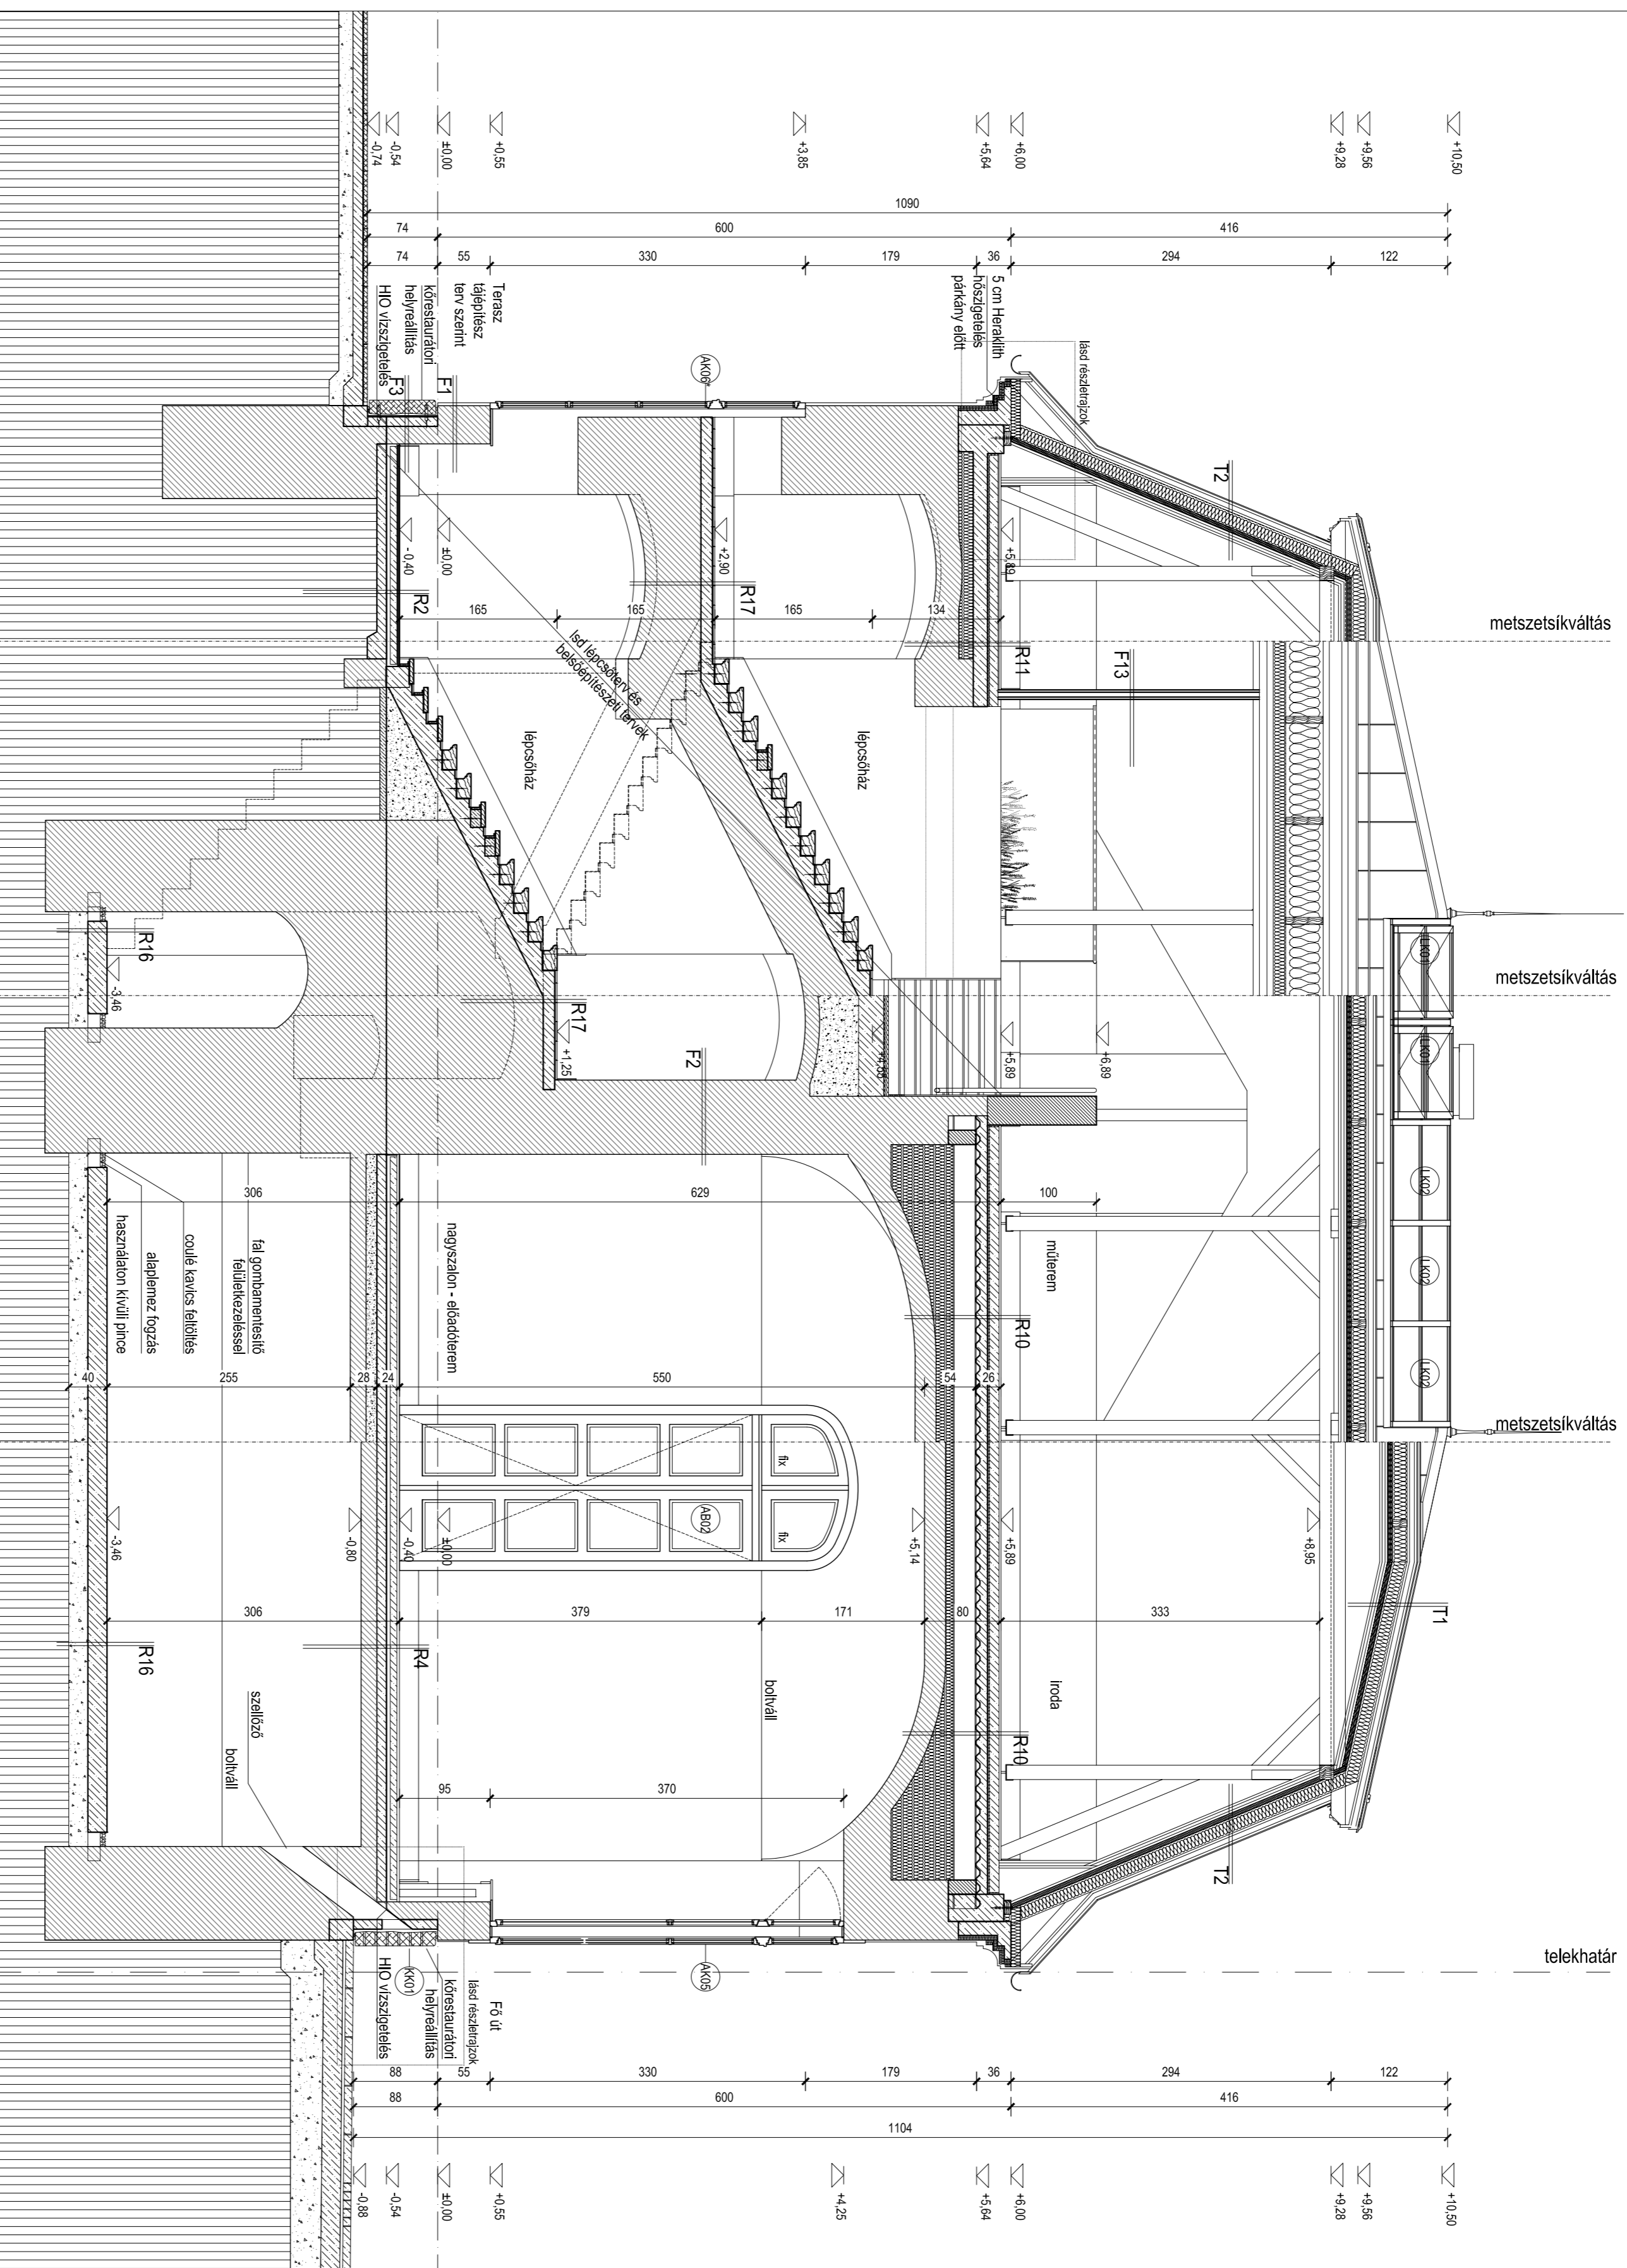 metszetsíkváltás
metszetsíkváltás
metszetsíkváltás
telekhatár
+10,50
+9,56
+9,28
+6,00
+5,64
+3,85
+0,55
±0,00
-0,54
-0,74
1090
74
600
416
74
55
330
179
36
294
122
Terasz
tájépítész
terv szerint
kőrestaurátori
helyreállítás
HIO vízszigetelés
5 cm Heraklith
hőszigetelés
párkány előtt
lásd részletrajzok
AK06*
F1
F3
T2
- 0,40
±0,00
+2,90
+5,89
R2
R17
165
165
165
134
R11
F13
lsd lépcsőterv és
belsőépítészeti tervek
lépcsőház
lépcsőház
R16
-3,46
R17
+1,25
F2
+5,89
+6,89
LK01
LK01
LK02
LK02
LK02
306
629
100
használaton kívüli pince
alaplemez fogzás
coulé kavics feltöltés
fal gombamentesítő
felületkezeléssel
nagyszalon - előadóterem
műterem
R10
40
255
28
24
550
54
26
fix
fix
AB02
-3,46
-0,80
-0,40
±0,00
+5,14
+5,89
+8,95
T1
306
379
171
80
333
R16
R4
szellőző
boltváll
boltváll
iroda
R10
95
370
T2
HIO vízszigetelés
KK01
kőrestaurátori
helyreállítás
lásd részletrajzok
Fő út
AK05
88
55
330
179
36
294
122
88
600
416
1104
-0,88
-0,54
±0,00
+0,55
+4,25
+5,64
+6,00
+9,28
+9,56
+10,50